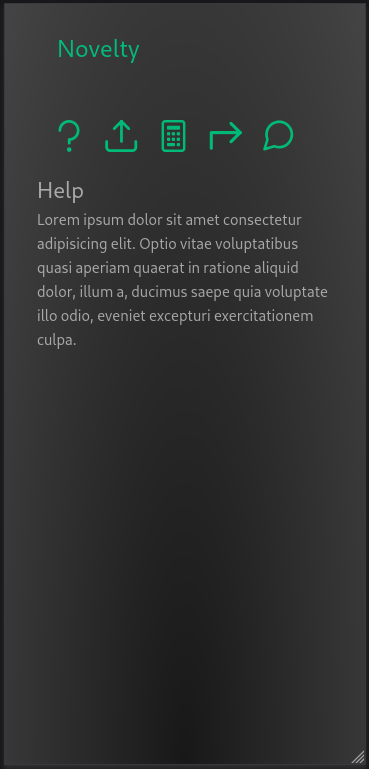 Novelty
Help
Lorem ipsum dolor sit amet consectetur
adipisicing elit. Optio vitae voluptatibus
quasi aperiam quaerat in ratione aliquid
dolor, illum a, ducimus saepe quia voluptate
illo odio, eveniet excepturi exercitationem
culpa.